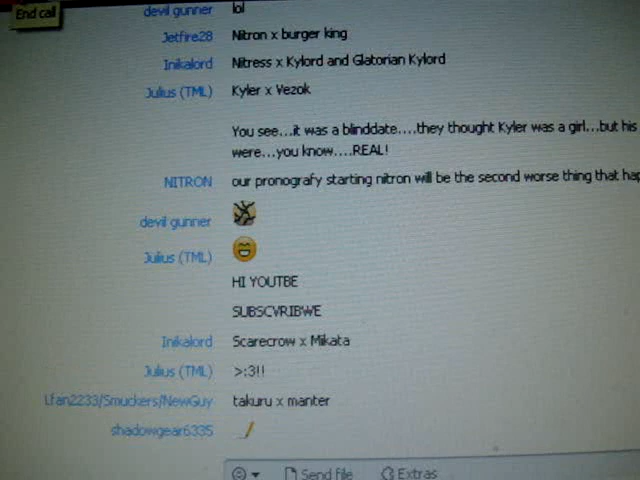 End call
devil gunner lol
Jetfire28 Nitron x burger king
Inikalord Nitress x Kylord and Glatorian Kylord
Julius (TML) Kyler x Vezok
You see...it was a blinddate....they thought Kyler was a girl...but his
were...you know....REAL!
NITRON our pronografy starting nitron will be the second worse thing that hap
devil gunner
Julius (TML)
HI YOUTBE
SUBSCVRIBWE
Inikalord Scarecrow x Mikata
Julius (TML) >:3!!
Lfan2233/Smuckers/NewGuy takuru x manter
shadowgear6335
Send File Extras